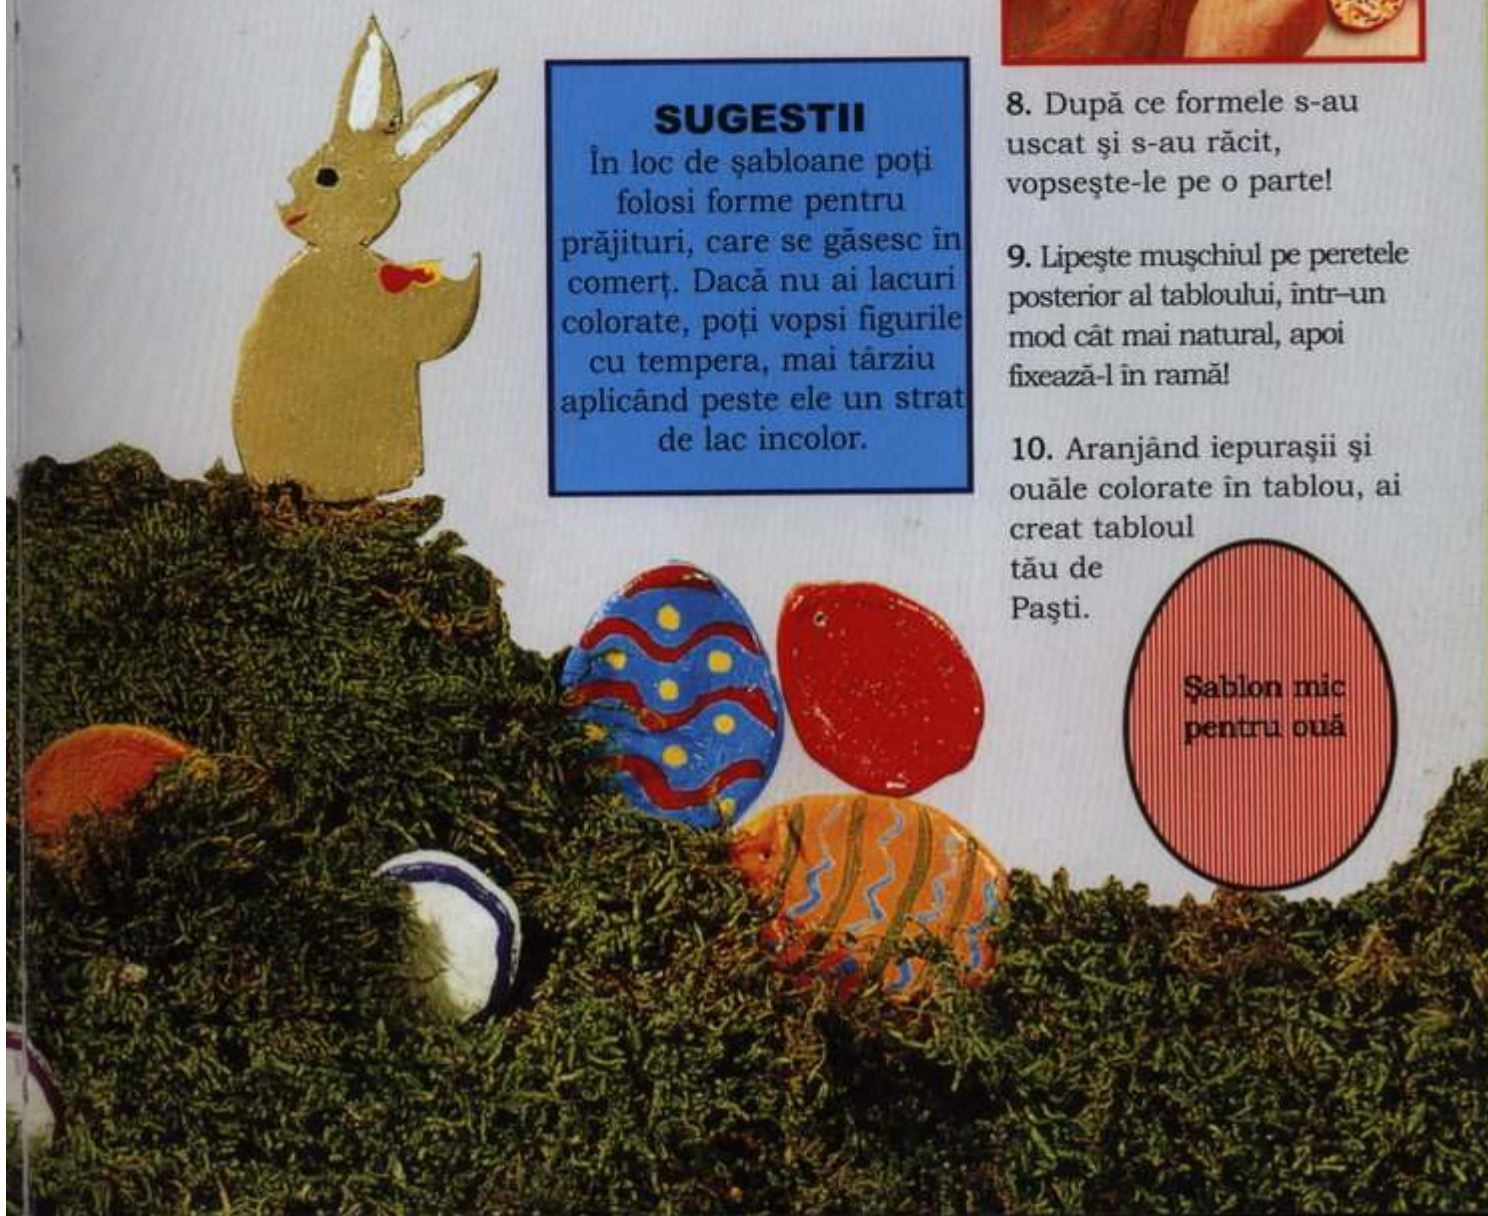 SUGESTII
În loc de şabloane poţi
folosi forme pentru
prăjituri, care se găsesc în
comerţ. Dacă nu ai lacuri
colorate, poţi vopsi figurile
cu tempera, mai târziu
aplicând peste ele un strat
de lac incolor.
8. După ce formele s-au
uscat şi s-au răcit,
vopseşte-le pe o parte!
9. Lipeşte muşchiul pe peretele
posterior al tabloului, într–un
mod cât mai natural, apoi
fixează-l în ramă!
10. Aranjând iepuraşii şi
ouăle colorate în tablou, ai
creat tabloul
tău de
Paşti.
Şablon mic
pentru ouă